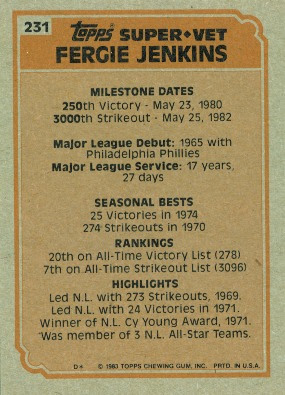 231
Topps SUPER•VET
FERGIE JENKINS
MILESTONE DATES
250th Victory - May 23, 1980
3000th Strikeout - May 25, 1982
Major League Debut: 1965 with
Philadelphia Phillies
Major League Service: 17 years,
27 days
SEASONAL BESTS
25 Victories in 1974
274 Strikeouts in 1970
RANKINGS
20th on All-Time Victory List (278)
7th on All-Time Strikeout List (3096)
HIGHLIGHTS
Led N.L. with 273 Strikeouts, 1969.
Led N.L. with 24 Victories in 1971.
Winner of N.L. Cy Young Award, 1971.
Was member of 3 N.L. All-Star Teams.
D* © 1983 TOPPS CHEWING GUM, INC. PRTD. IN U.S.A.